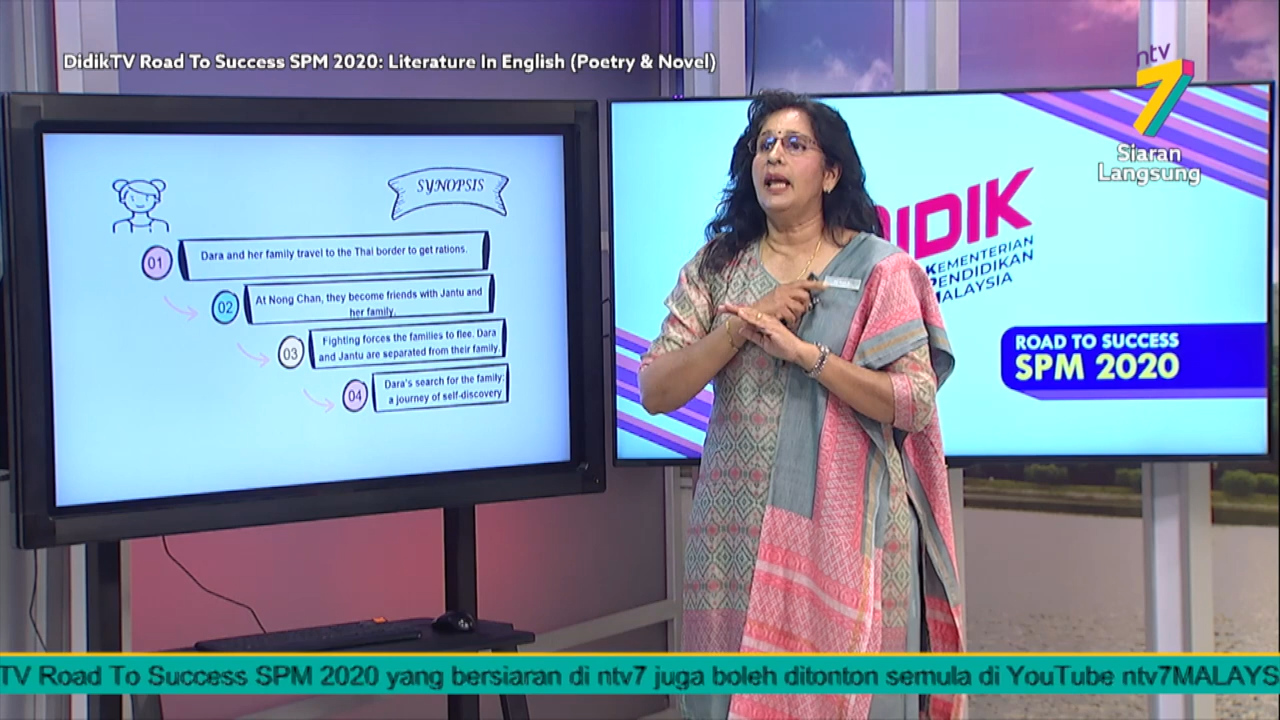 DidikTV Road To Success SPM 2020: Literature In English (Poetry & Novel)
ntv
7
Siaran
Langsung
SYNOPSIS
01
Dara and her family travel to the Thai border to get rations.
02
At Nong Chan, they become friends with Jantu and
her family.
03
Fighting forces the families to flee. Dara
and Jantu are separated from their family.
04
Dara's search for the family:
a journey of self-discovery
DIDIK
KEMENTERIAN
PENDIDIKAN
MALAYSIA
ROAD TO SUCCESS
SPM 2020
TV Road To Success SPM 2020 yang bersiaran di ntv7 juga boleh ditonton semula di YouTube ntv7MALAYS